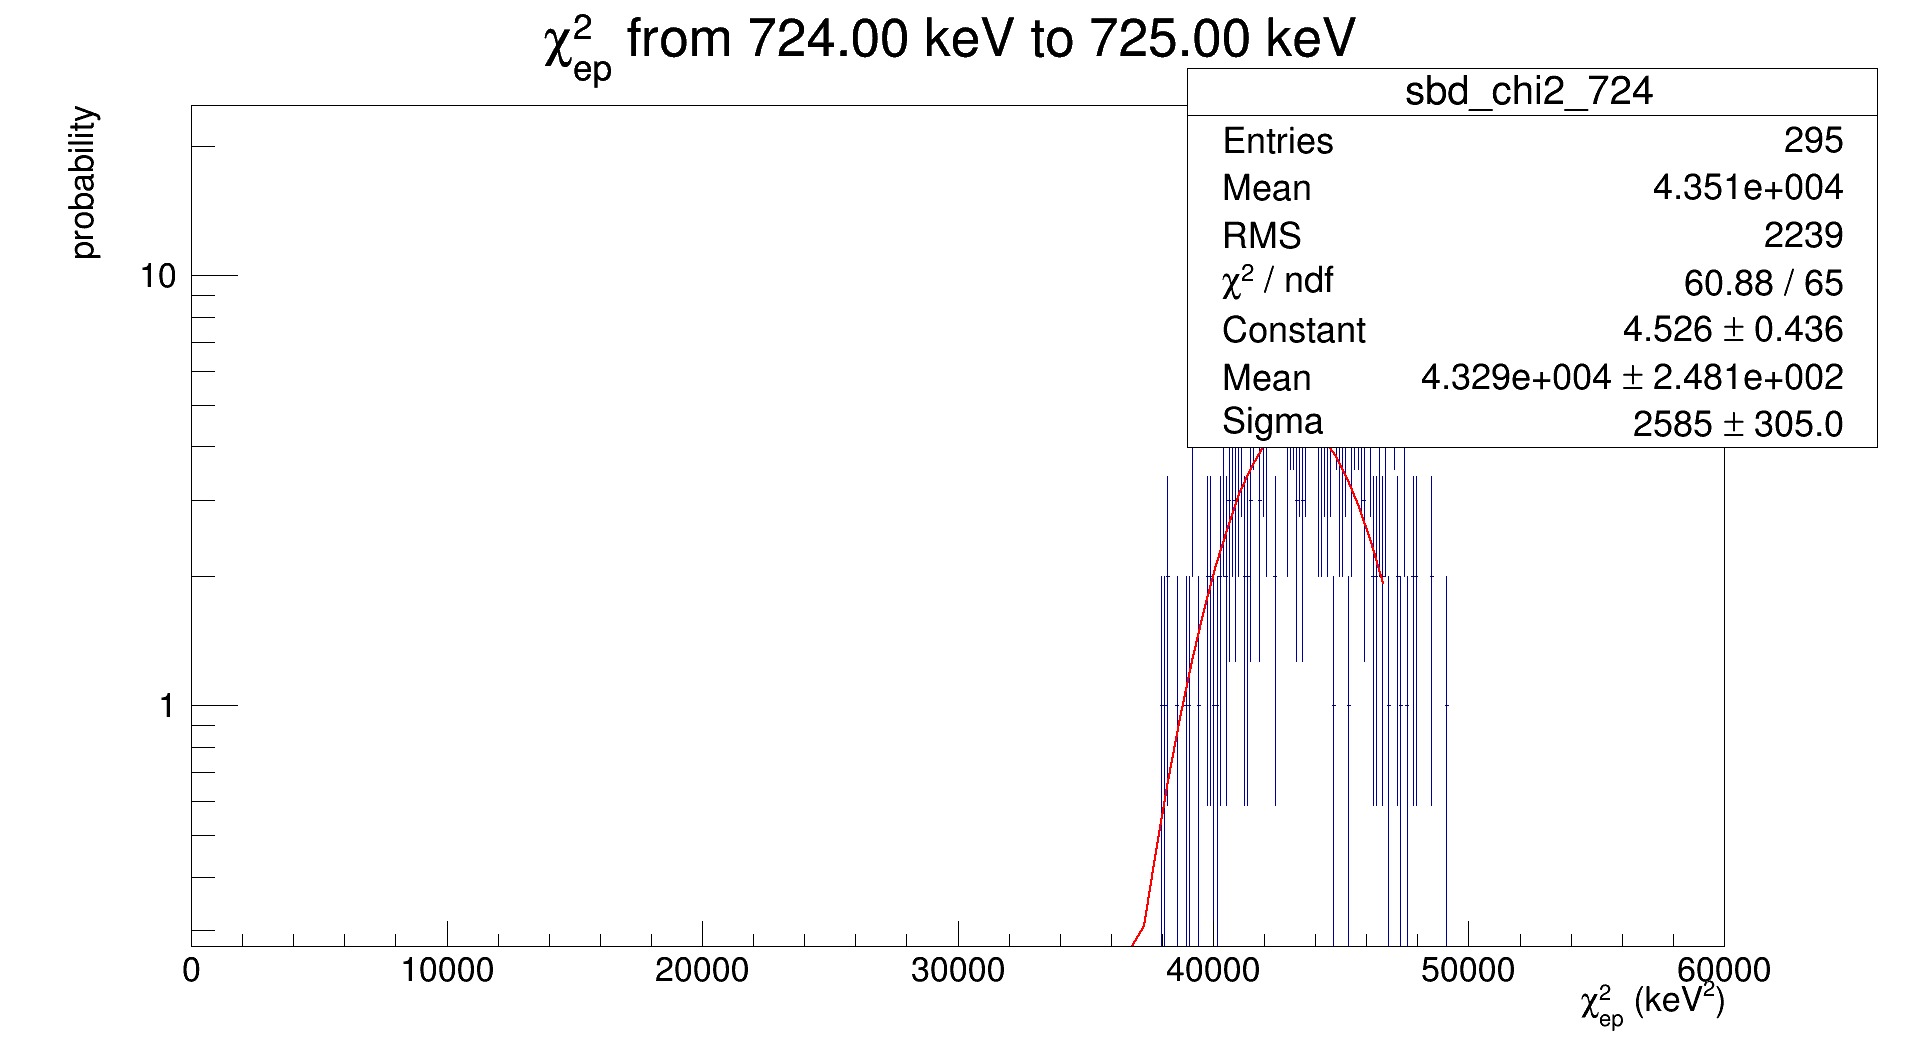 χ²ep from 724.00 keV to 725.00 keV
sbd_chi2_724
Entries 295
Mean 4.351e+004
RMS 2239
χ² / ndf 60.88 / 65
Constant 4.526 ± 0.436
Mean 4.329e+004 ± 2.481e+002
Sigma 2585 ± 305.0
probability
10
1
0 10000 20000 30000 40000 50000 60000
χ²ep (keV²)